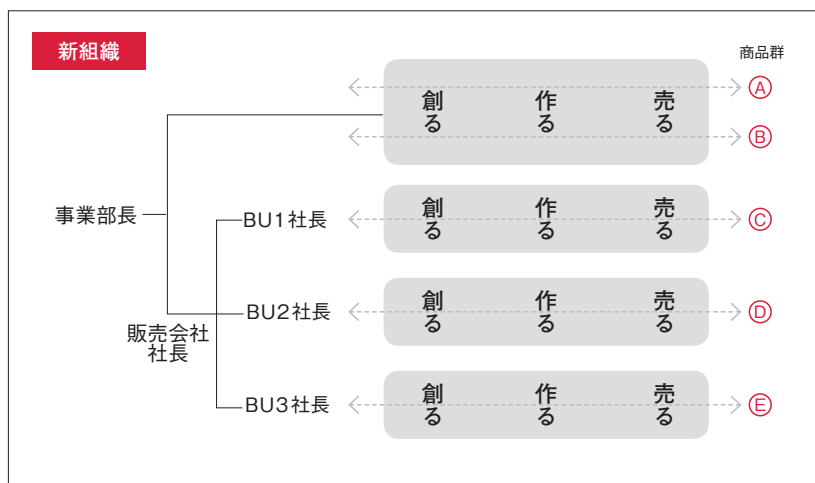 新組織
商品群
創る 作る 売る
A
B
事業部長
BU1社長
創る 作る 売る
C
BU2社長
創る 作る 売る
D
販売会社
社長
BU3社長
創る 作る 売る
E